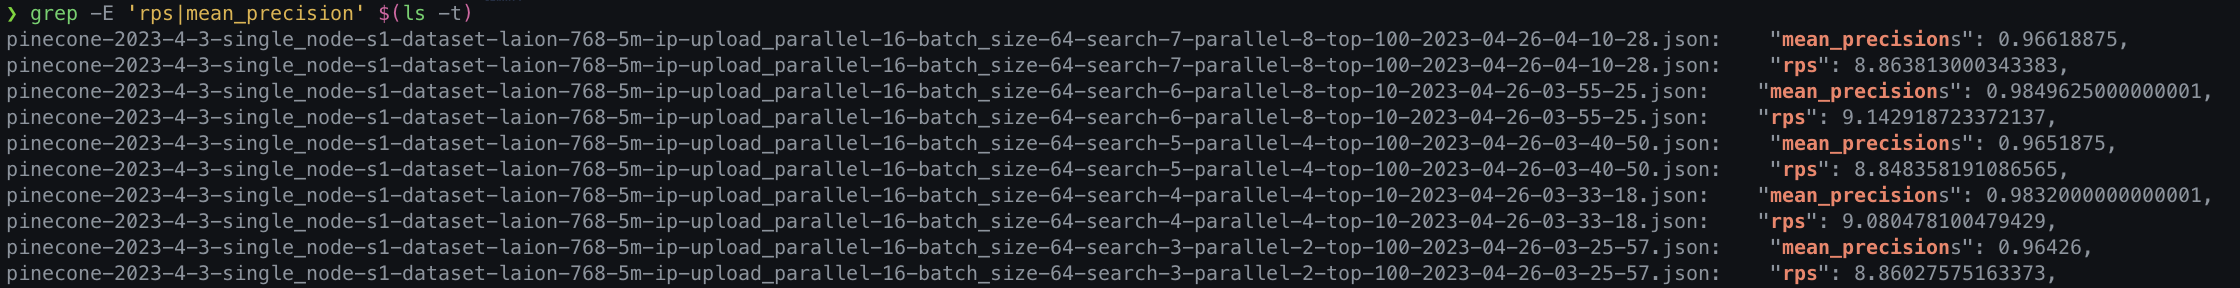 ❯ grep -E 'rps|mean_precision' $(ls -t)
pinecone-2023-4-3-single_node-s1-dataset-laion-768-5m-ip-upload_parallel-16-batch_size-64-search-7-parallel-8-top-100-2023-04-26-04-10-28.json:    "mean_precisions": 0.96618875,
pinecone-2023-4-3-single_node-s1-dataset-laion-768-5m-ip-upload_parallel-16-batch_size-64-search-7-parallel-8-top-100-2023-04-26-04-10-28.json:    "rps": 8.863813000343383,
pinecone-2023-4-3-single_node-s1-dataset-laion-768-5m-ip-upload_parallel-16-batch_size-64-search-6-parallel-8-top-10-2023-04-26-03-55-25.json:    "mean_precisions": 0.9849625000000001,
pinecone-2023-4-3-single_node-s1-dataset-laion-768-5m-ip-upload_parallel-16-batch_size-64-search-6-parallel-8-top-10-2023-04-26-03-55-25.json:    "rps": 9.142918723372137,
pinecone-2023-4-3-single_node-s1-dataset-laion-768-5m-ip-upload_parallel-16-batch_size-64-search-5-parallel-4-top-100-2023-04-26-03-40-50.json:    "mean_precisions": 0.9651875,
pinecone-2023-4-3-single_node-s1-dataset-laion-768-5m-ip-upload_parallel-16-batch_size-64-search-5-parallel-4-top-100-2023-04-26-03-40-50.json:    "rps": 8.848358191086565,
pinecone-2023-4-3-single_node-s1-dataset-laion-768-5m-ip-upload_parallel-16-batch_size-64-search-4-parallel-4-top-10-2023-04-26-03-33-18.json:    "mean_precisions": 0.9832000000000001,
pinecone-2023-4-3-single_node-s1-dataset-laion-768-5m-ip-upload_parallel-16-batch_size-64-search-4-parallel-4-top-10-2023-04-26-03-33-18.json:    "rps": 9.080478100479429,
pinecone-2023-4-3-single_node-s1-dataset-laion-768-5m-ip-upload_parallel-16-batch_size-64-search-3-parallel-2-top-100-2023-04-26-03-25-57.json:    "mean_precisions": 0.96426,
pinecone-2023-4-3-single_node-s1-dataset-laion-768-5m-ip-upload_parallel-16-batch_size-64-search-3-parallel-2-top-100-2023-04-26-03-25-57.json:    "rps": 8.86027575163373,